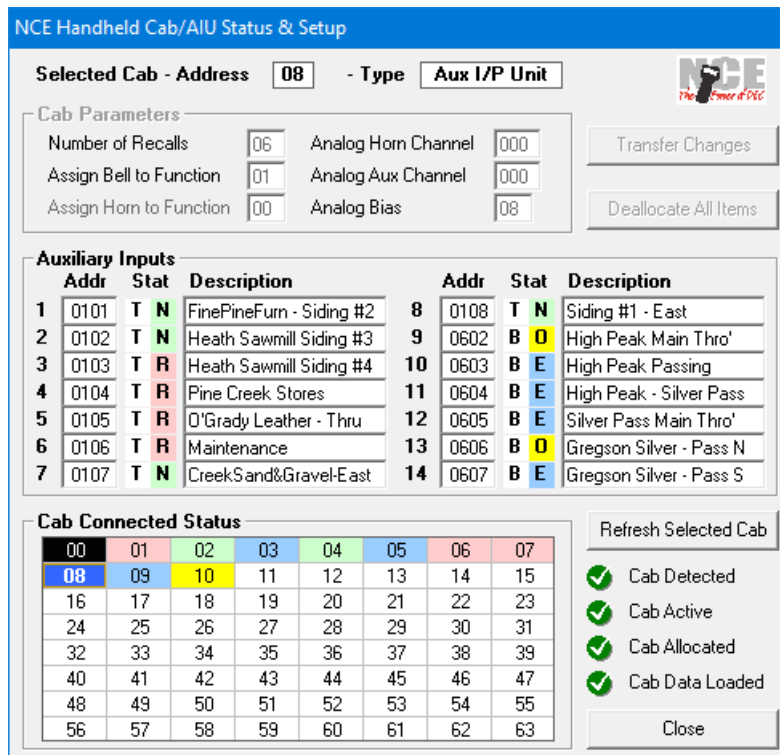 NCE Handheld Cab/AIU Status & Setup
Selected Cab - Address 08 - Type Aux I/P Unit
NCE
The Power of DCC
Cab Parameters
Number of Recalls 06 Analog Horn Channel 000 Transfer Changes
Assign Bell to Function 01 Analog Aux Channel 000
Assign Horn to Function 00 Analog Bias 08 Deallocate All Items
Auxiliary Inputs
Addr Stat Description Addr Stat Description
1 0101 T N FinePineFurn - Siding #2 8 0108 T N Siding #1 - East
2 0102 T N Heath Sawmill Siding #3 9 0602 B O High Peak Main Thro'
3 0103 T R Heath Sawmill Siding #4 10 0603 B E High Peak Passing
4 0104 T R Pine Creek Stores 11 0604 B E High Peak - Silver Pass
5 0105 T R O'Grady Leather - Thru 12 0605 B E Silver Pass Main Thro'
6 0106 T R Maintenance 13 0606 B O Gregson Silver - Pass N
7 0107 T N CreekSand&Gravel-East 14 0607 B E Gregson Silver - Pass S
Cab Connected Status Refresh Selected Cab
00 01 02 03 04 05 06 07
08 09 10 11 12 13 14 15 Cab Detected
16 17 18 19 20 21 22 23 Cab Active
24 25 26 27 28 29 30 31
32 33 34 35 36 37 38 39 Cab Allocated
40 41 42 43 44 45 46 47 Cab Data Loaded
48 49 50 51 52 53 54 55
56 57 58 59 60 61 62 63 Close